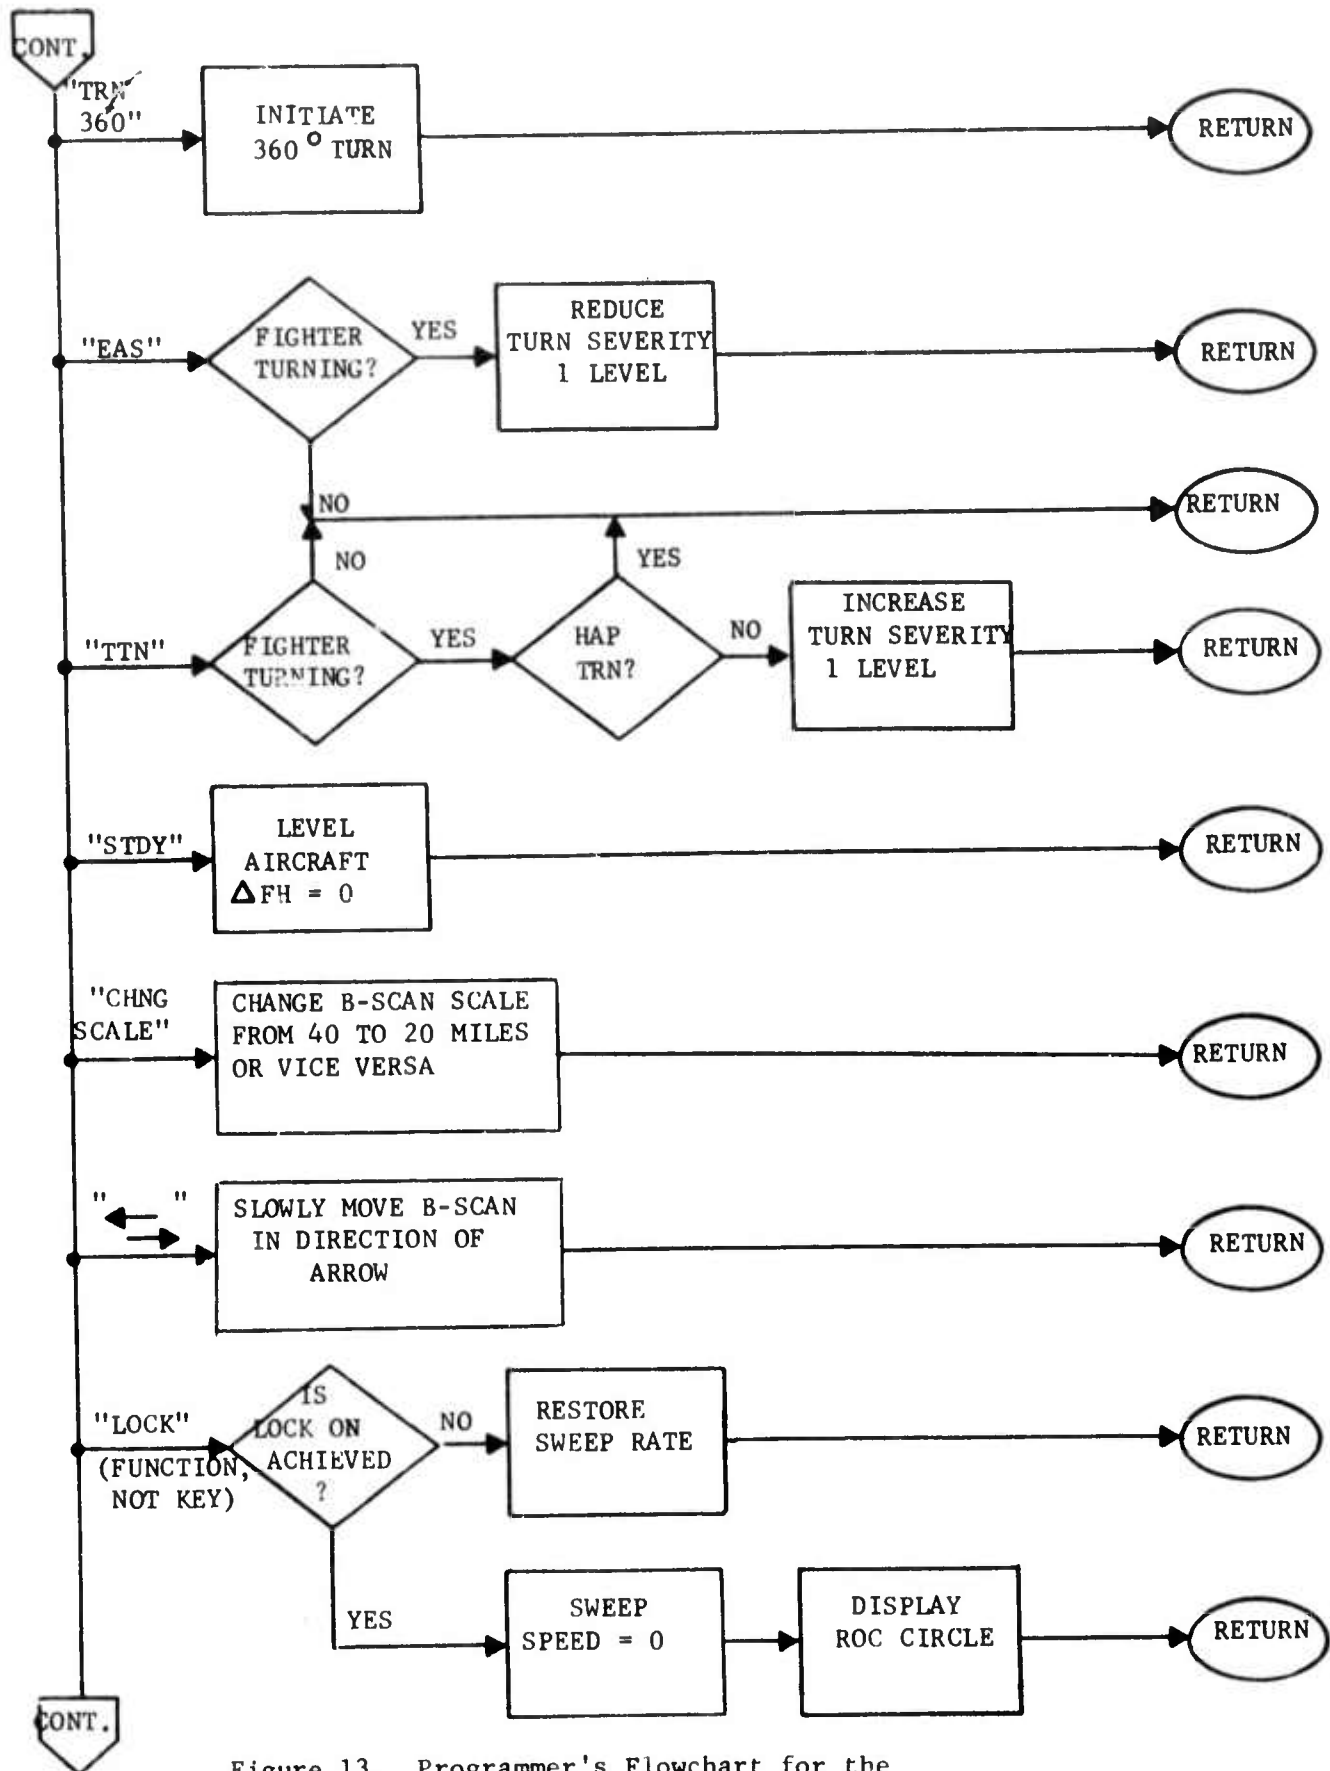 CONT.
"TRN
360"
INITIATE
360° TURN
RETURN
"EAS"
FIGHTER
TURNING?
YES
REDUCE
TURN SEVERITY
1 LEVEL
RETURN
NO
RETURN
NO
YES
"TTN"
FIGHTER
TURNING?
YES
HAP
TRN?
NO
INCREASE
TURN SEVERITY
1 LEVEL
RETURN
"STDY"
LEVEL
AIRCRAFT
Δ FH = 0
RETURN
"CHNG
SCALE"
CHANGE B-SCAN SCALE
FROM 40 TO 20 MILES
OR VICE VERSA
RETURN
"← →"
SLOWLY MOVE B-SCAN
IN DIRECTION OF
ARROW
RETURN
"LOCK"
(FUNCTION,
NOT KEY)
IS
LOCK ON
ACHIEVED
?
NO
RESTORE
SWEEP RATE
RETURN
YES
SWEEP
SPEED = 0
DISPLAY
ROC CIRCLE
RETURN
CONT.
Figure 13. Programmer's Flowchart for the